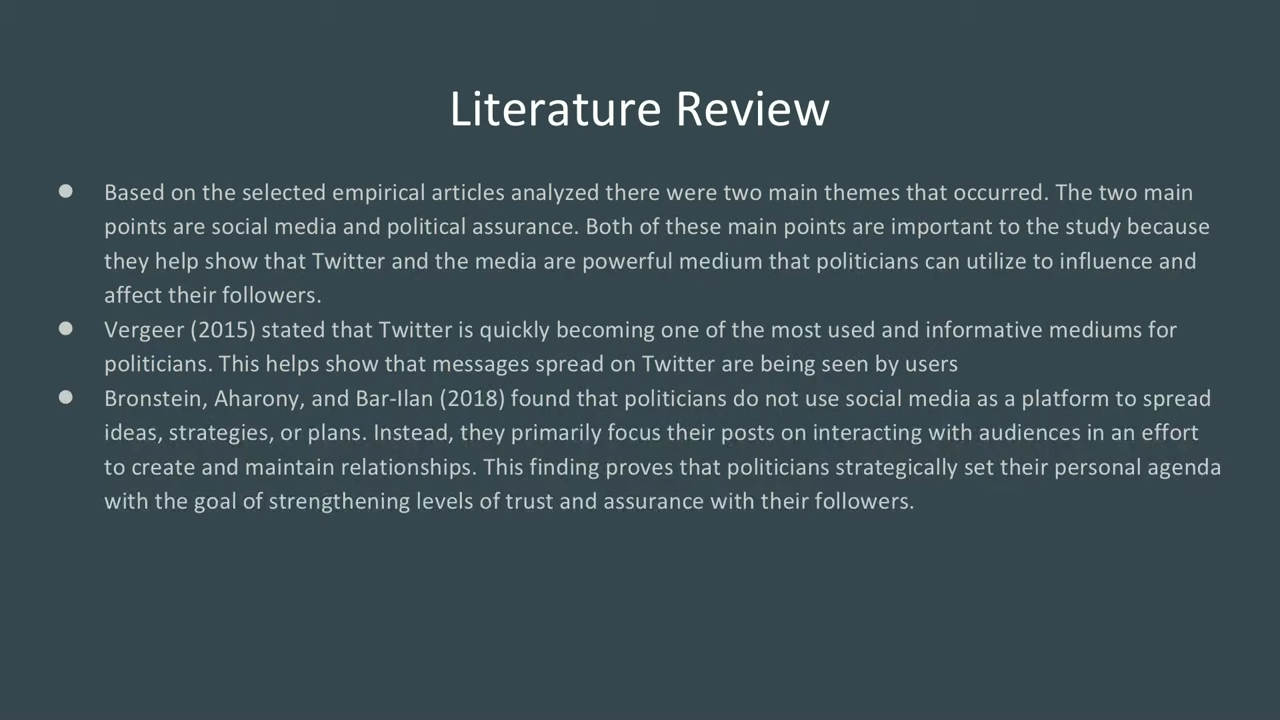 Literature Review
● Based on the selected empirical articles analyzed there were two main themes that occurred. The two main
points are social media and political assurance. Both of these main points are important to the study because
they help show that Twitter and the media are powerful medium that politicians can utilize to influence and
affect their followers.
● Vergeer (2015) stated that Twitter is quickly becoming one of the most used and informative mediums for
politicians. This helps show that messages spread on Twitter are being seen by users
● Bronstein, Aharony, and Bar-Ilan (2018) found that politicians do not use social media as a platform to spread
ideas, strategies, or plans. Instead, they primarily focus their posts on interacting with audiences in an effort
to create and maintain relationships. This finding proves that politicians strategically set their personal agenda
with the goal of strengthening levels of trust and assurance with their followers.